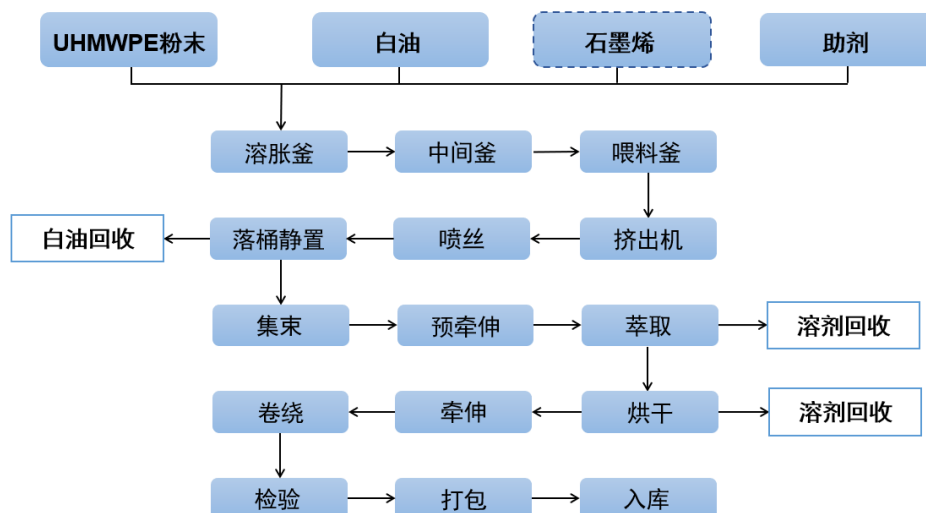 UHMWPE粉末
白油
石墨烯
助剂
溶胀釜
中间釜
喂料釜
白油回收
落桶静置
喷丝
挤出机
集束
预牵伸
萃取
溶剂回收
卷绕
牵伸
烘干
溶剂回收
检验
打包
入库